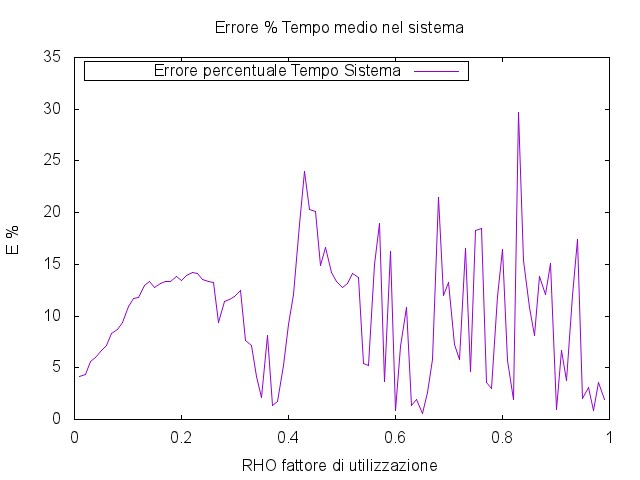 Errore % Tempo medio nel sistema
Errore percentuale Tempo Sistema
35
30
25
20
15
10
5
0
E %
0 0.2 0.4 0.6 0.8 1
RHO fattore di utilizzazione